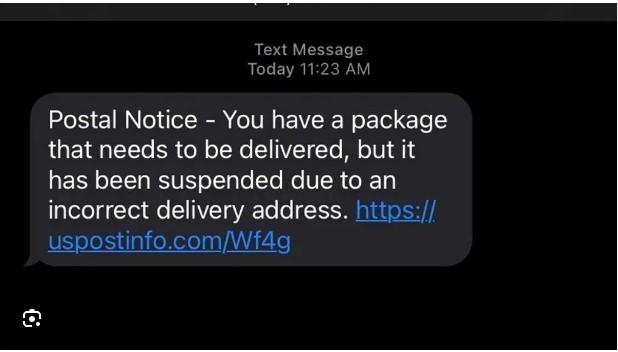 Text Message
Today 11:23 AM
Postal Notice - You have a package
that needs to be delivered, but it
has been suspended due to an
incorrect delivery address. https://
uspostinfo.com/Wf4g